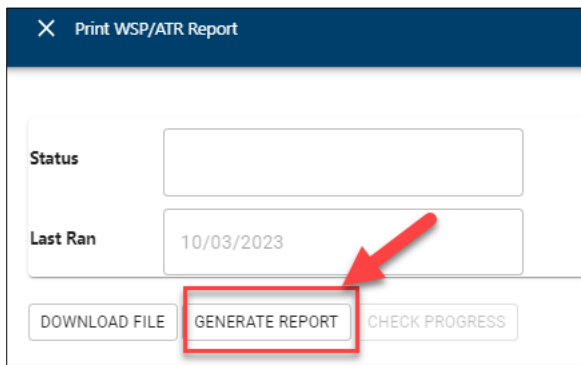 Print WSP/ATR Report
Status
Last Ran 10/03/2023
DOWNLOAD FILE GENERATE REPORT CHECK PROGRESS